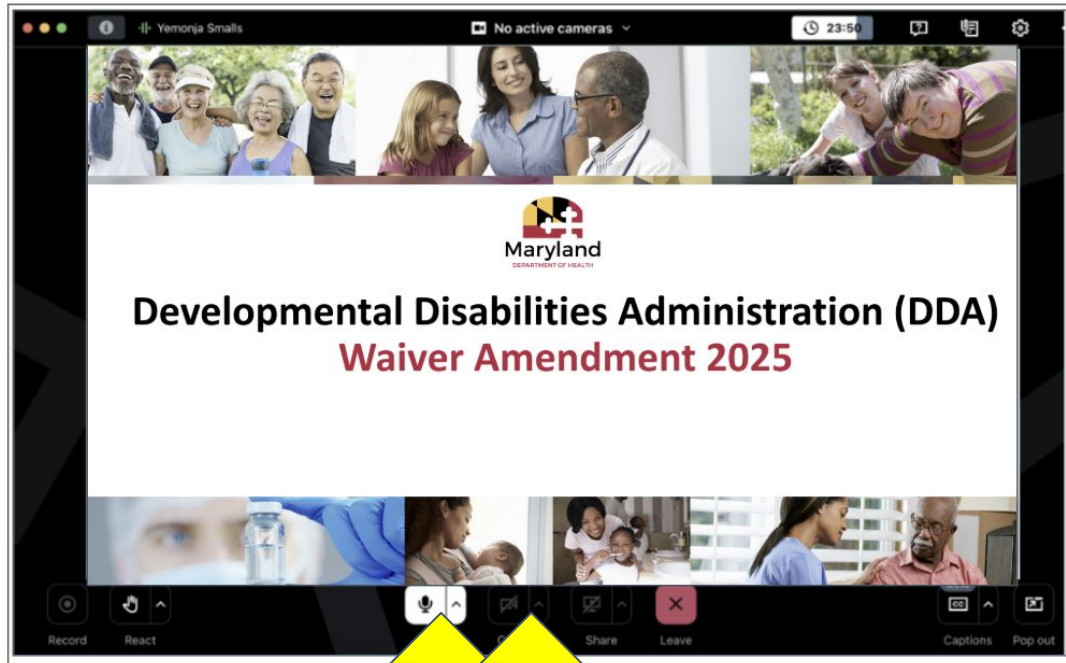 Yemonja Smalls
No active cameras
23:50
Maryland
DEPARTMENT OF HEALTH
Developmental Disabilities Administration (DDA)
Waiver Amendment 2025
CC
Record
React
Share
Leave
Captions
Pop out